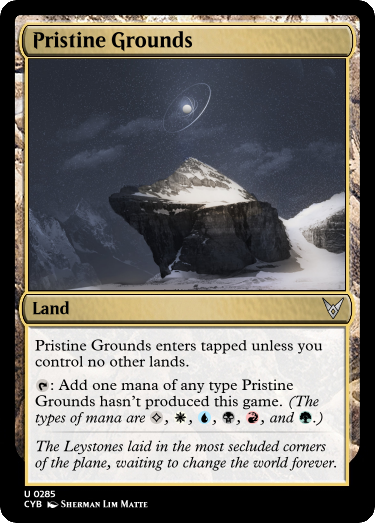 Pristine Grounds
Land
Pristine Grounds enters tapped unless you
control no other lands.
: Add one mana of any type Pristine
Grounds hasn't produced this game. (The
types of mana are , , , , , and .)
The Leystones laid in the most secluded corners
of the plane, waiting to change the world forever.
U 0285
CYB Sherman Lim Matte